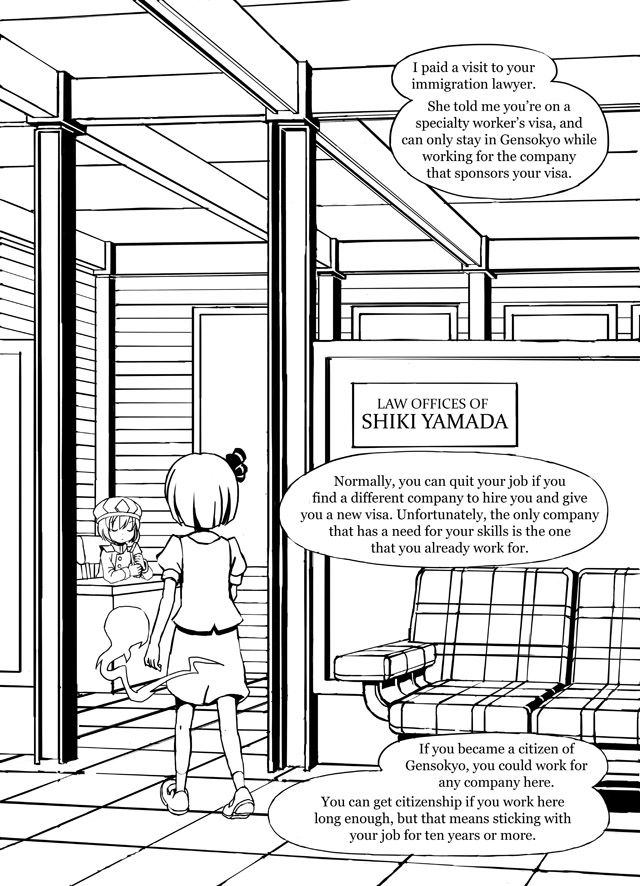 I paid a visit to your
immigration lawyer.
She told me you're on a
specialty worker's visa, and
can only stay in Gensokyo while
working for the company
that sponsors your visa.
LAW OFFICES OF
SHIKI YAMADA
Normally, you can quit your job if you
find a different company to hire you and give
you a new visa. Unfortunately, the only company
that has a need for your skills is the one
that you already work for.
If you became a citizen of
Gensokyo, you could work for
any company here.
You can get citizenship if you work here
long enough, but that means sticking with
your job for ten years or more.